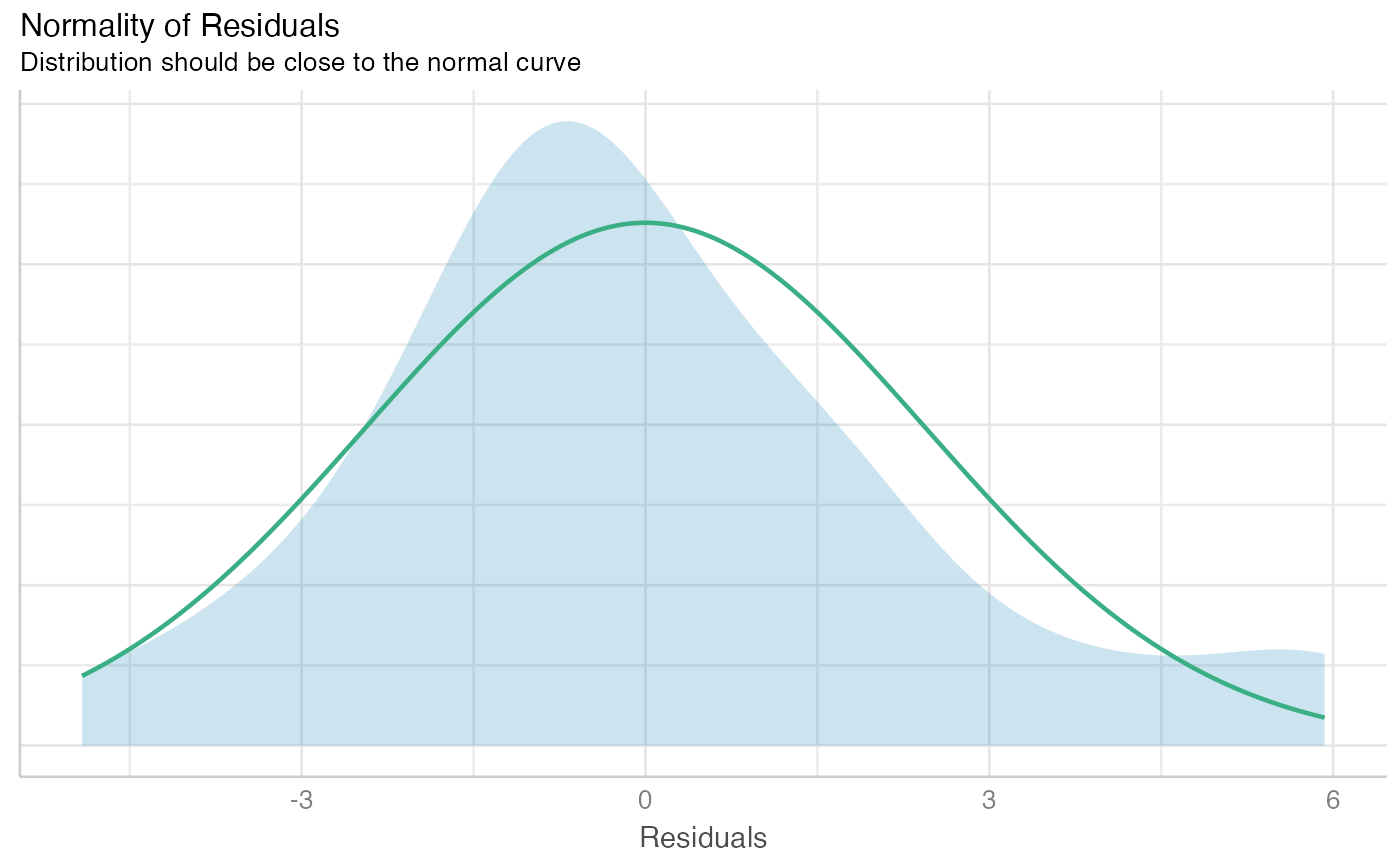 Normality of Residuals
Distribution should be close to the normal curve
-3 0 3 6
Residuals